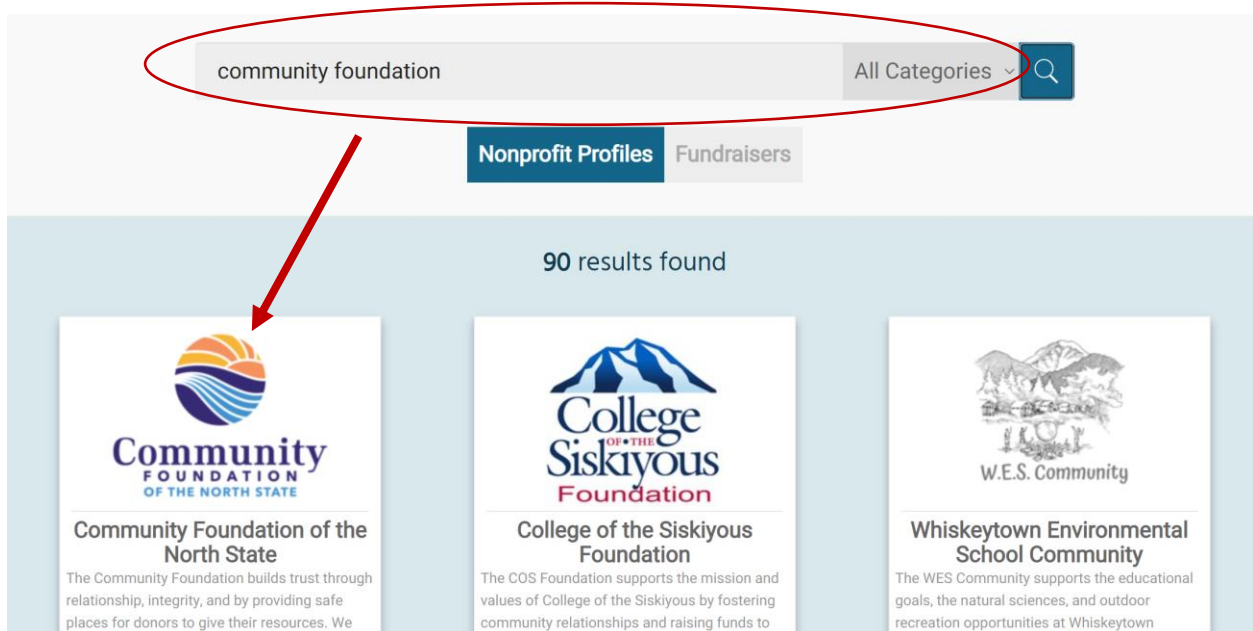 community foundation
All Categories
Nonprofit Profiles
Fundraisers
90 results found
Community
FOUNDATION
OF THE NORTH STATE
Community Foundation of the
North State
The Community Foundation builds trust through
relationship, integrity, and by providing safe
places for donors to give their resources. We
College
OF THE
Siskiyous
Foundation
College of the Siskiyous
Foundation
The COS Foundation supports the mission and
values of College of the Siskiyous by fostering
community relationships and raising funds to
W.E.S. Community
Whiskeytown Environmental
School Community
The WES Community supports the educational
goals, the natural sciences, and outdoor
recreation opportunities at Whiskeytown